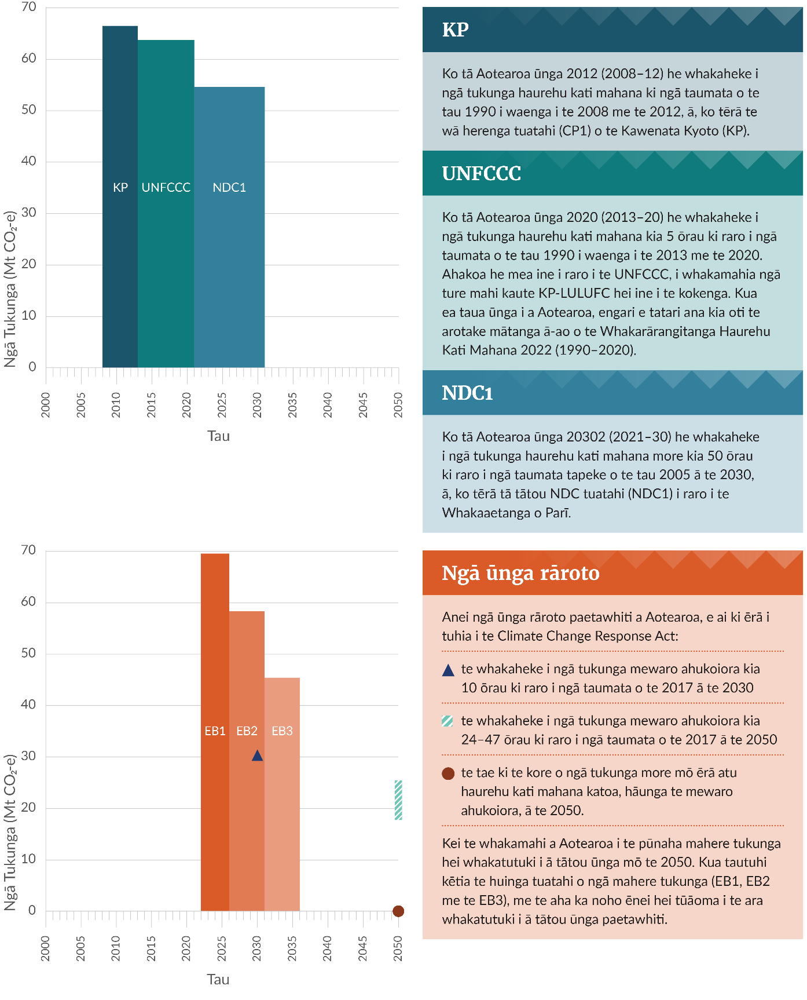 70
60
50
40
30
20
10
0
Ngā Tukunga (Mt CO₂-e)
KP
UNFCCC
NDC1
2000
2005
2010
2015
2020
2025
2030
2035
2040
2045
2050
Tau
KP
Ko tā Aotearoa ūnga 2012 (2008–12) he whakaheke i
ngā tukunga haurehu kati mahana ki ngā taumata o te
tau 1990 i waenga i te 2008 me te 2012, ā, ko tērā te
wā herenga tuatahi (CP1) o te Kawenata Kyoto (KP).
UNFCCC
Ko tā Aotearoa ūnga 2020 (2013–20) he whakaheke i
ngā tukunga haurehu kati mahana kia 5 ōrau ki raro i ngā
taumata o te tau 1990 i waenga i te 2013 me te 2020.
Ahakoa he mea ine i raro i te UNFCCC, i whakamahia ngā
ture mahi kaute KP-LULUFC hei ine i te kokenga. Kua
ea taua ūnga i a Aotearoa, engari e tatari ana kia oti te
arotake mātanga ā-ao o te Whakarārangitanga Haurehu
Kati Mahana 2022 (1990–2020).
NDC1
Ko tā Aotearoa ūnga 20302 (2021–30) he whakaheke
i ngā tukunga haurehu kati mahana more kia 50 ōrau
ki raro i ngā taumata tapeke o te tau 2005 ā te 2030,
ā, ko tērā tā tātou NDC tuatahi (NDC1) i raro i te
Whakaaetanga o Parī.
70
60
50
40
30
20
10
0
Ngā Tukunga (Mt CO₂-e)
EB1
EB2
EB3
2000
2005
2010
2015
2020
2025
2030
2035
2040
2045
2050
Tau
Ngā ūnga rāroto
Anei ngā ūnga rāroto paetawhiti a Aotearoa, e ai ki ērā i
tuhia i te Climate Change Response Act:
te whakaheke i ngā tukunga mewaro ahukoiora kia
10 ōrau ki raro i ngā taumata o te 2017 ā te 2030
te whakaheke i ngā tukunga mewaro ahukoiora kia
24–47 ōrau ki raro i ngā taumata o te 2017 ā te 2050
te tae ki te kore o ngā tukunga more mō ērā atu
haurehu kati mahana katoa, hāunga te mewaro
ahukoiora, ā te 2050.
Kei te whakamahi a Aotearoa i te pūnaha mahere tukunga
hei whakatutuki i ā tātou ūnga mō te 2050. Kua tautuhi
kētia te huinga tuatahi o ngā mahere tukunga (EB1, EB2
me te EB3), me te aha ka noho ēnei hei tūāoma i te ara
whakatutuki i ā tātou ūnga paetawhiti.